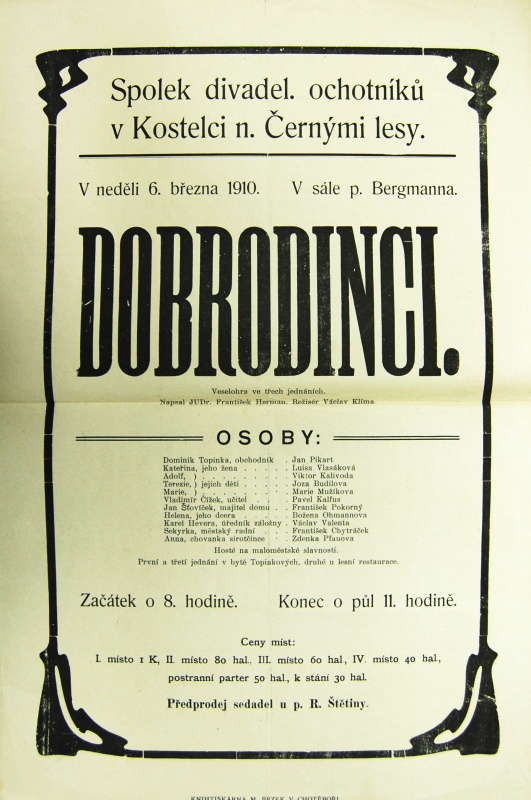 Spolek divadel. ochotníků
v Kostelci n. Černými lesy.
V neděli 6. března 1910. V sále p. Bergmanna.
DOBRODINCI.
Veselohra ve třech jednáních.
Napsal JUDr. František Herman. Režisér Václav Klíma.
OSOBY:
Dominik Topinka, obchodník . Jan Pikart
Kateřina, jeho žena . . . . . Luisa Vlasáková
Adolf, ) . . . . . . . . Viktor Kalivoda
Terezie, ) jejich děti . . . . Joza Budilova
Marie, ) . . . . . . . . Marie Mužíkova
Vladimír Čížek, učitel . . . Pavel Kalfus
Jan Šťovíček, majitel domu . . František Pokorný
Helena, jeho dcera . . . . . Božena Ohmannova
Karel Hevera, úředník záložny . Václav Valenta
Sekyrka, městský radní . . . . František Chytráček
Anna, chovanka sirotčince . . Zdenka Pfauova
Hosté na maloměstské slavnosti.
První a třetí jednání v bytě Topinkových, druhé u lesní restaurace.
Začátek o 8. hodině. Konec o půl 11. hodině.
Ceny míst:
I. místo 1 K, II. místo 80 hal., III. místo 60 hal., IV. místo 40 hal.,
postranní parter 50 hal., k stání 30 hal.
Předprodej sedadel u p. R. Štětiny.
KNIHTISKÁRNA M. BRZEK V CHOTĚBOŘI